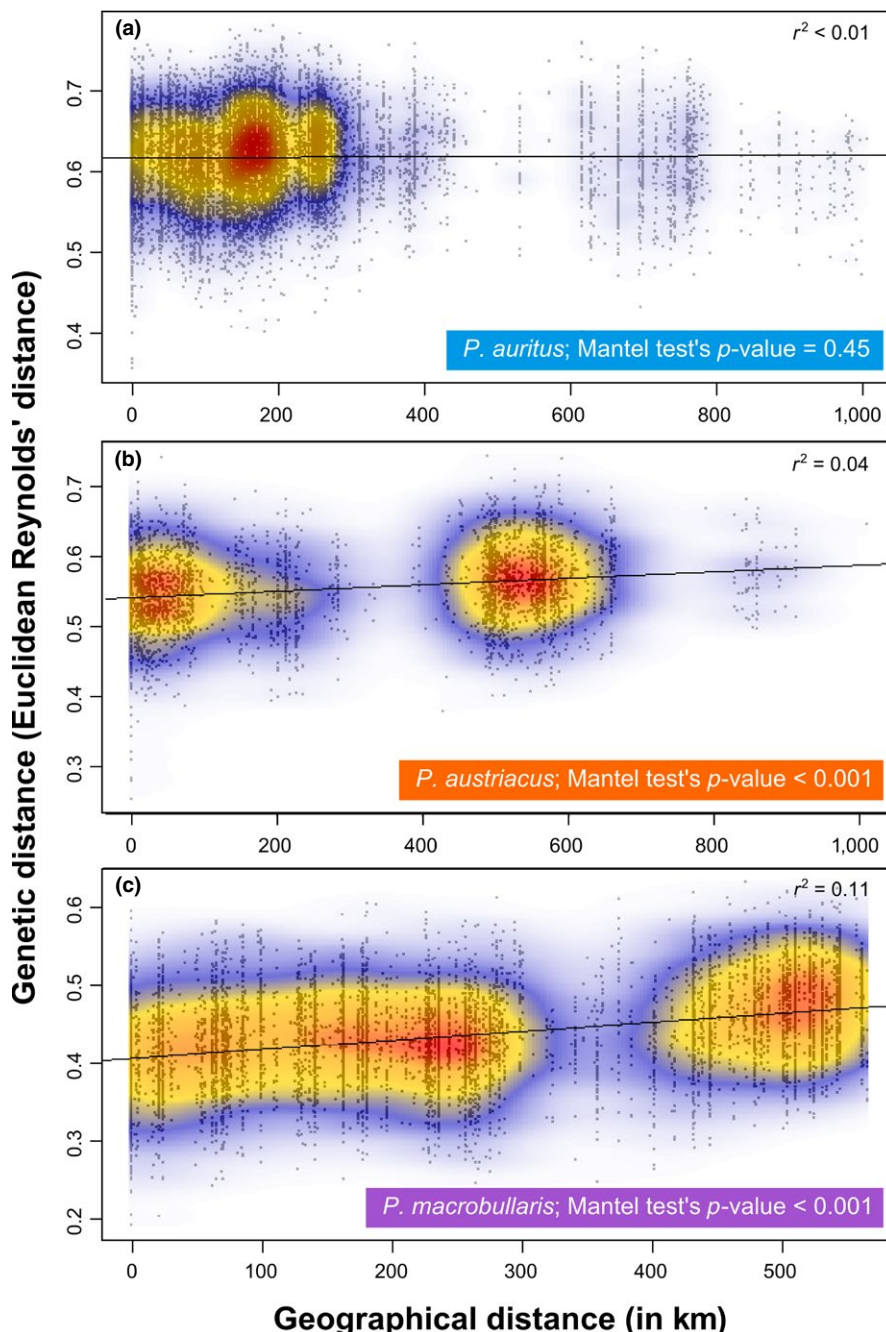 (a)
r² < 0.01
0.7
0.6
0.5
0.4
P. auritus; Mantel test's p-value = 0.45
0 200 400 600 800 1,000
(b)
r² = 0.04
0.7
0.6
0.5
0.4
0.3
P. austriacus; Mantel test's p-value < 0.001
0 200 400 600 800 1,000
(c)
r² = 0.11
0.6
0.5
0.4
0.3
0.2
P. macrobullaris; Mantel test's p-value < 0.001
0 100 200 300 400 500
Genetic distance (Euclidean Reynolds' distance)
Geographical distance (in km)